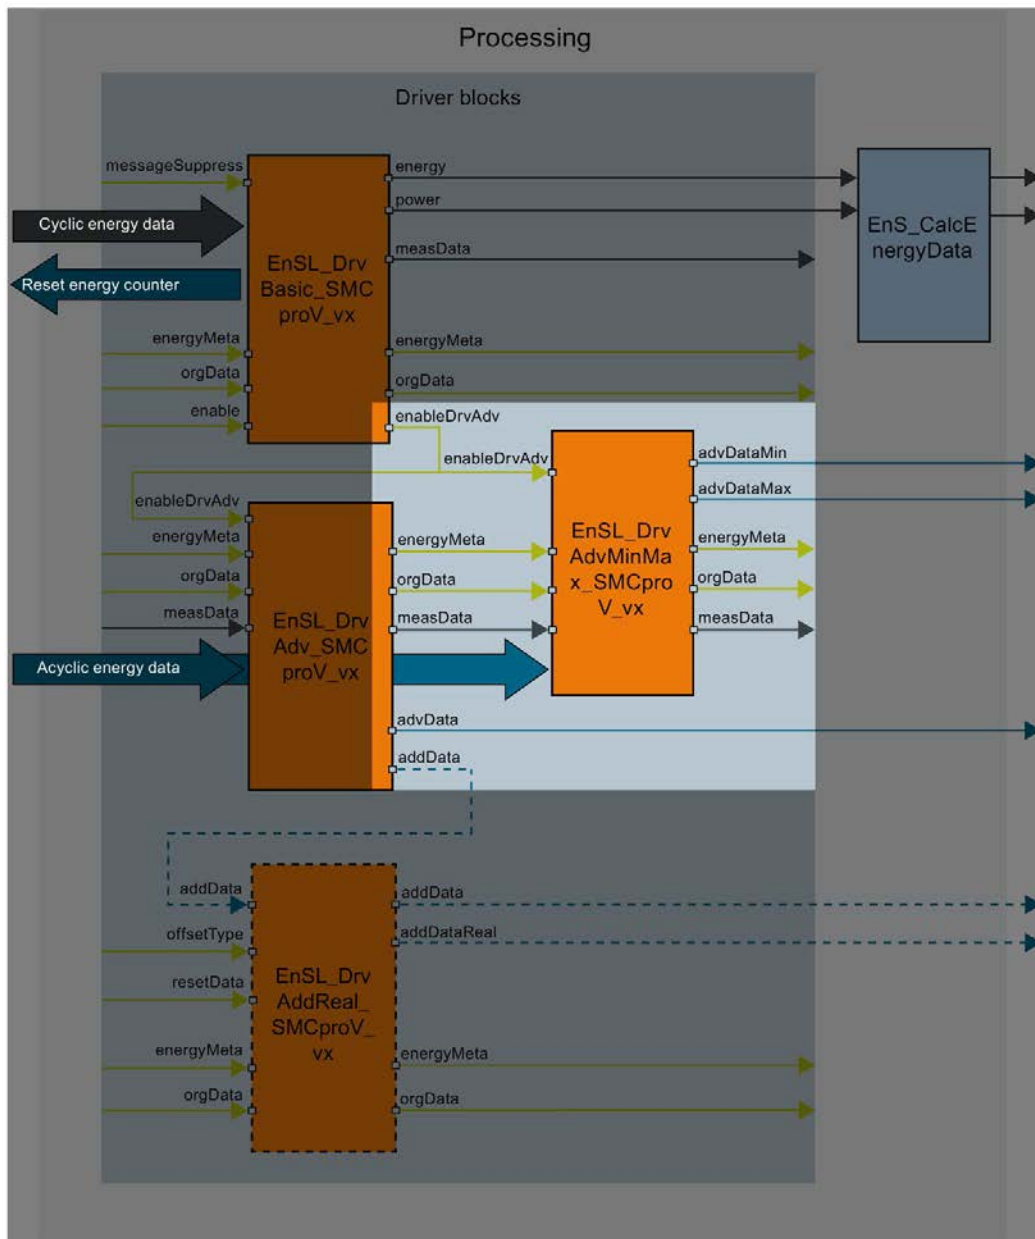 Processing
Driver blocks
messageSuppress
energy
power
Cyclic energy data
measData
EnSL_Drv
Basic_SMC
proV_vx
EnS_CalcE
nergyData
Reset energy counter
energyMeta
orgData
enable
energyMeta
orgData
enableDrvAdv
enableDrvAdv
advDataMin
advDataMax
enableDrvAdv
energyMeta
orgData
measData
EnSL_Drv
Adv_SMC
proV_vx
energyMeta
orgData
measData
EnSL_Drv
AdvMinMa
x_SMCpro
V_vx
energyMeta
orgData
measData
Acyclic energy data
advData
addData
addData
offsetType
resetData
energyMeta
orgData
EnSL_Drv
AddReal_
SMCproV_
vx
addData
addDataReal
energyMeta
orgData